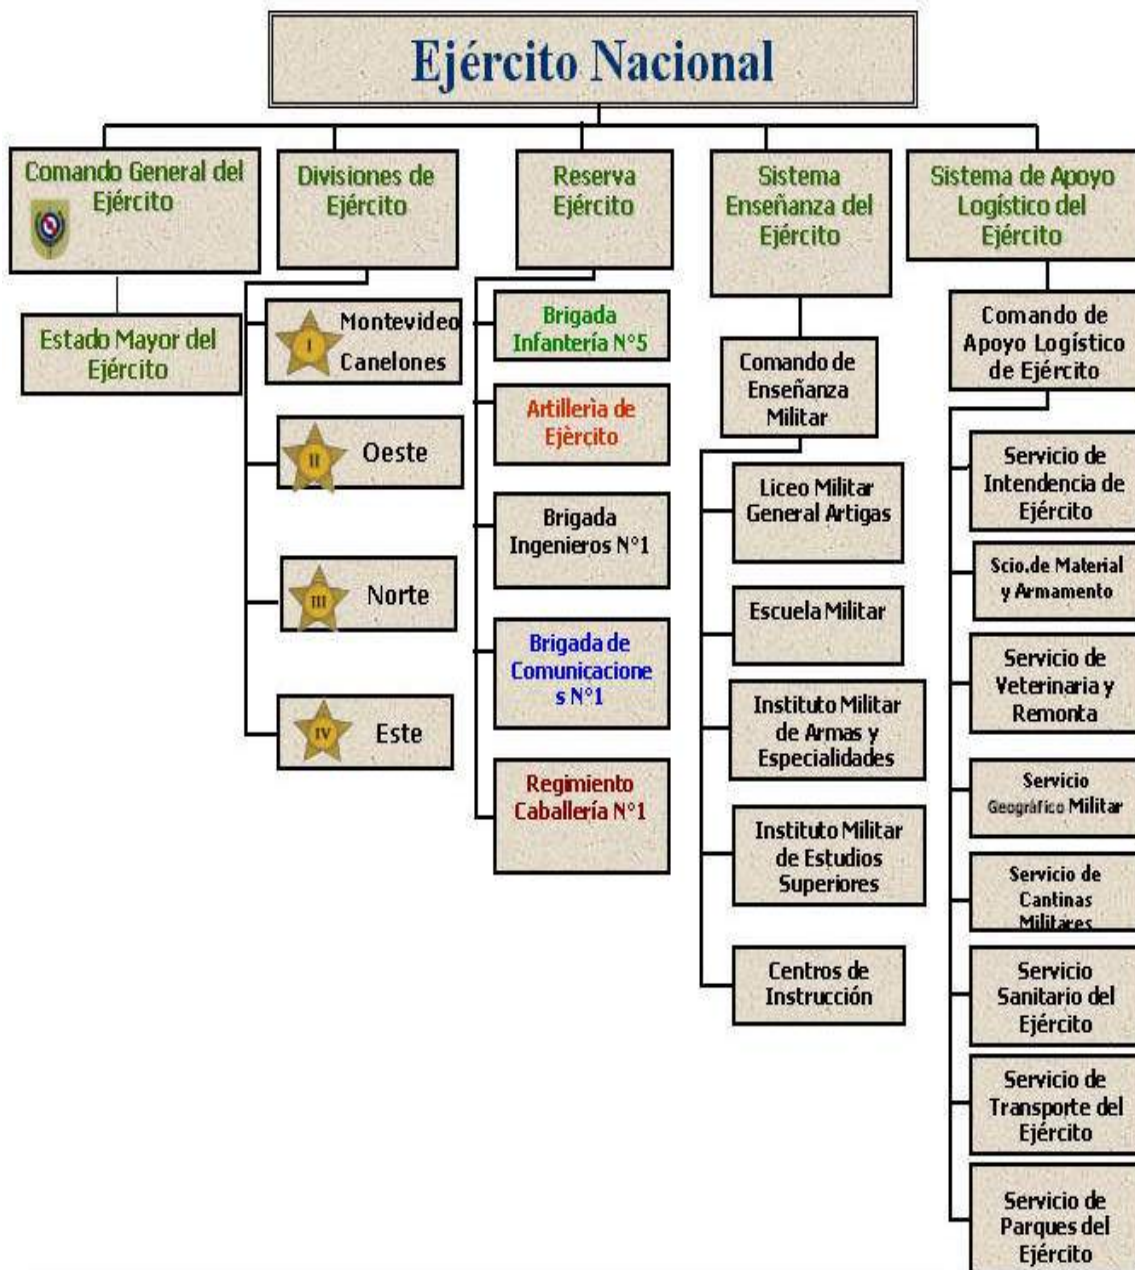 Ejército Nacional
Comando General del
Ejército
Estado Mayor del
Ejército
Divisiones de
Ejército
I
Montevideo
Canelones
II
Oeste
III
Norte
IV
Este
Reserva
Ejército
Brigada
Infantería N°5
Artillerìa de
Ejèrcito
Brigada
Ingenieros N°1
Brigada de
Comunicacione
s N°1
Regimiento
Caballería N°1
Sistema
Enseñanza del
Ejército
Comando de
Enseñanza
Militar
Liceo Militar
General Artigas
Escuela Militar
Instituto Militar
de Armas y
Especialidades
Instituto Militar
de Estudios
Superiores
Centros de
Instrucción
Sistema de Apoyo
Logístico del
Ejército
Comando de
Apoyo Logístico
de Ejército
Servicio de
Intendencia de
Ejército
Scio.de Material
y Armamento
Servicio de
Veterinaria y
Remonta
Servicio
Geográfico Militar
Servicio de
Cantinas
Militares
Servicio
Sanitario del
Ejército
Servicio de
Transporte del
Ejército
Servicio de
Parques del
Ejército